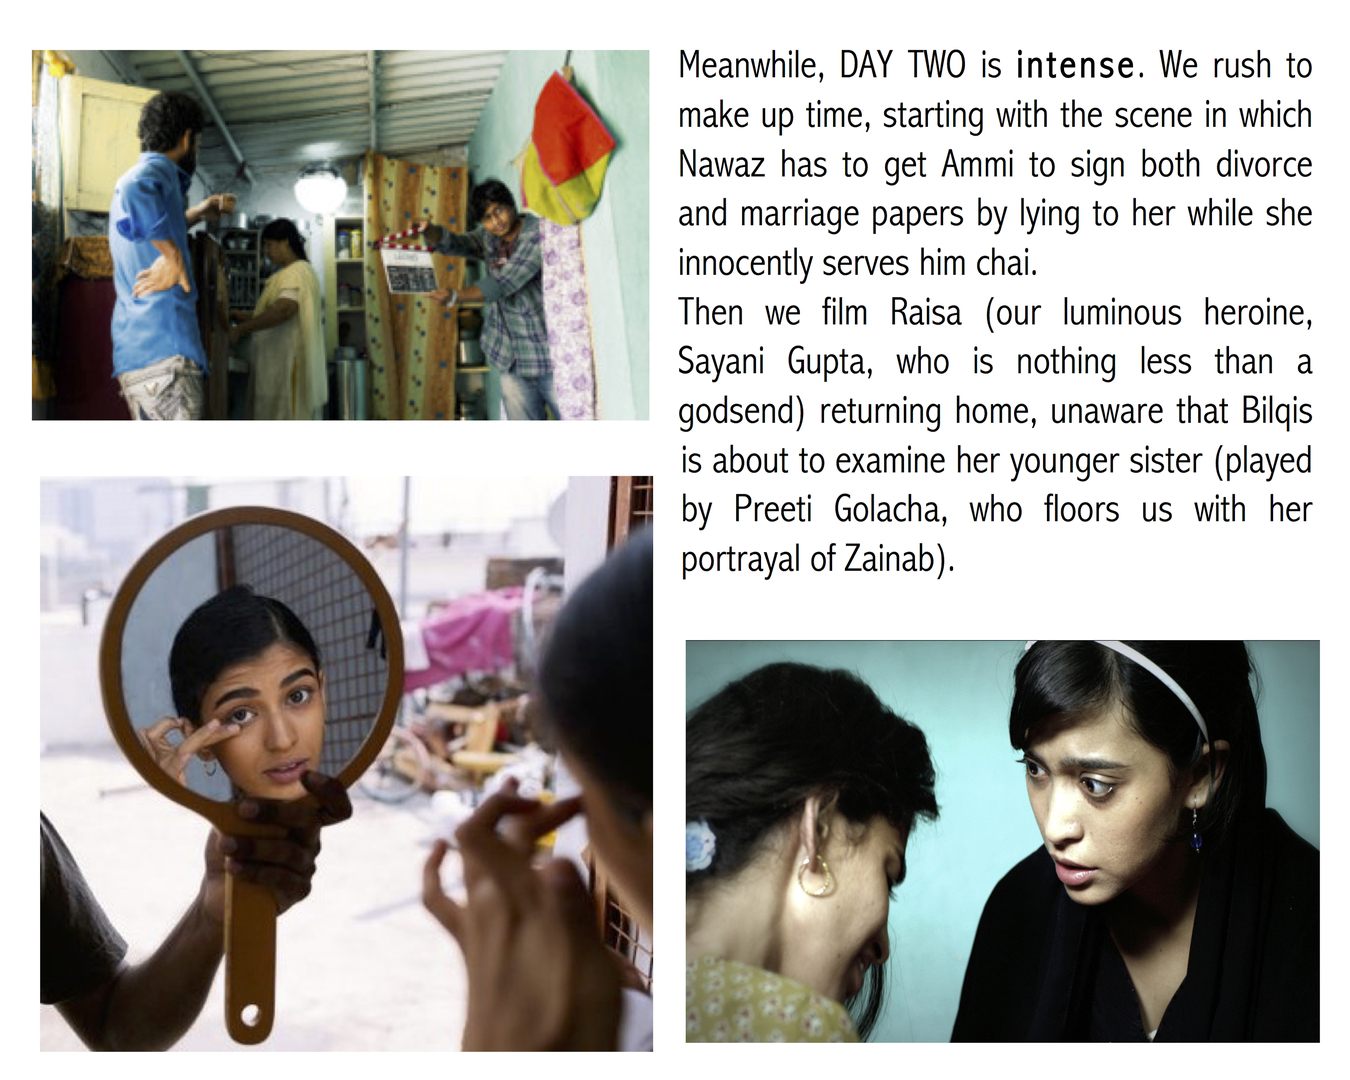 Meanwhile, DAY TWO is intense. We rush to
make up time, starting with the scene in which
Nawaz has to get Ammi to sign both divorce
and marriage papers by lying to her while she
innocently serves him chai.
Then we film Raisa (our luminous heroine,
Sayani Gupta, who is nothing less than a
godsend) returning home, unaware that Bilqis
is about to examine her younger sister (played
by Preeti Golacha, who floors us with her
portrayal of Zainab).